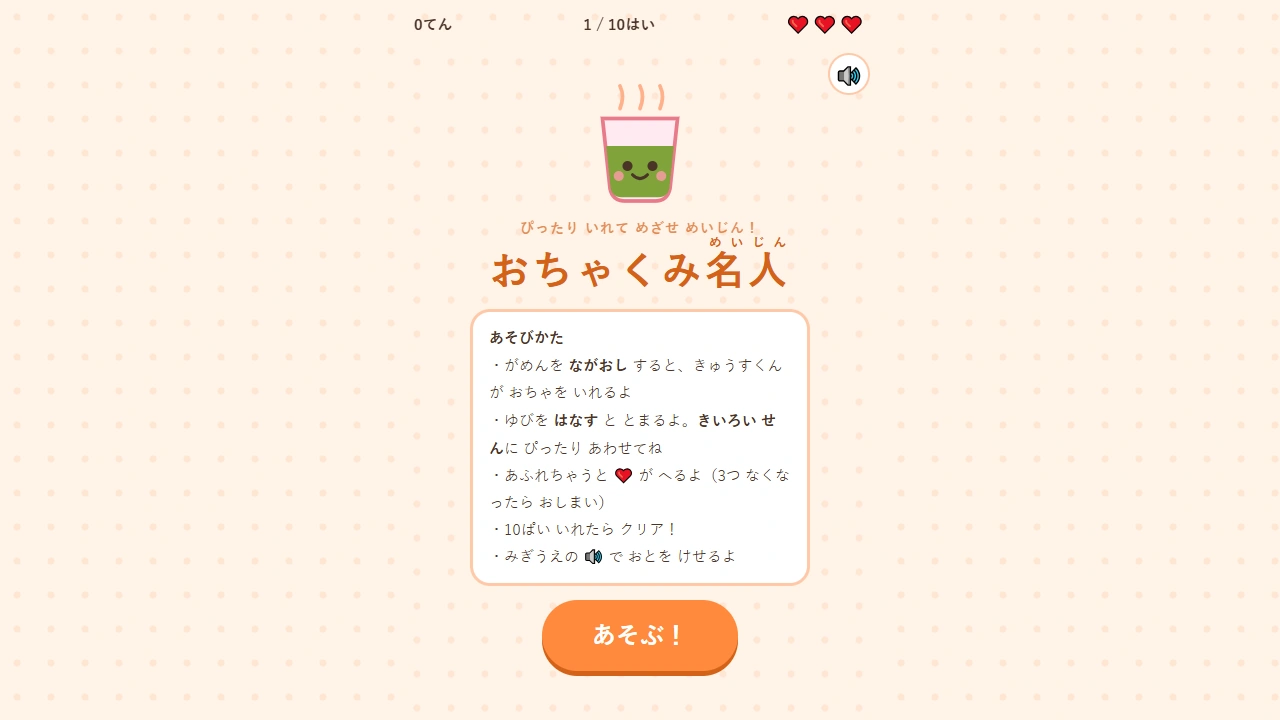 0てん
1 / 10はい
ぴったり いれて めざせ めいじん！
めいじん
おちゃくみ名人
あそびかた
・がめんを ながおし すると、きゅうすくん
が おちゃを いれるよ
・ゆびを はなす と とまるよ。きいろい せ
んに ぴったり あわせてね
・あふれちゃうと ❤ が へるよ（3つ なくな
ったら おしまい）
・10ぱい いれたら クリア！
・みぎうえの 🔊 で おとを けせるよ
あそぶ！